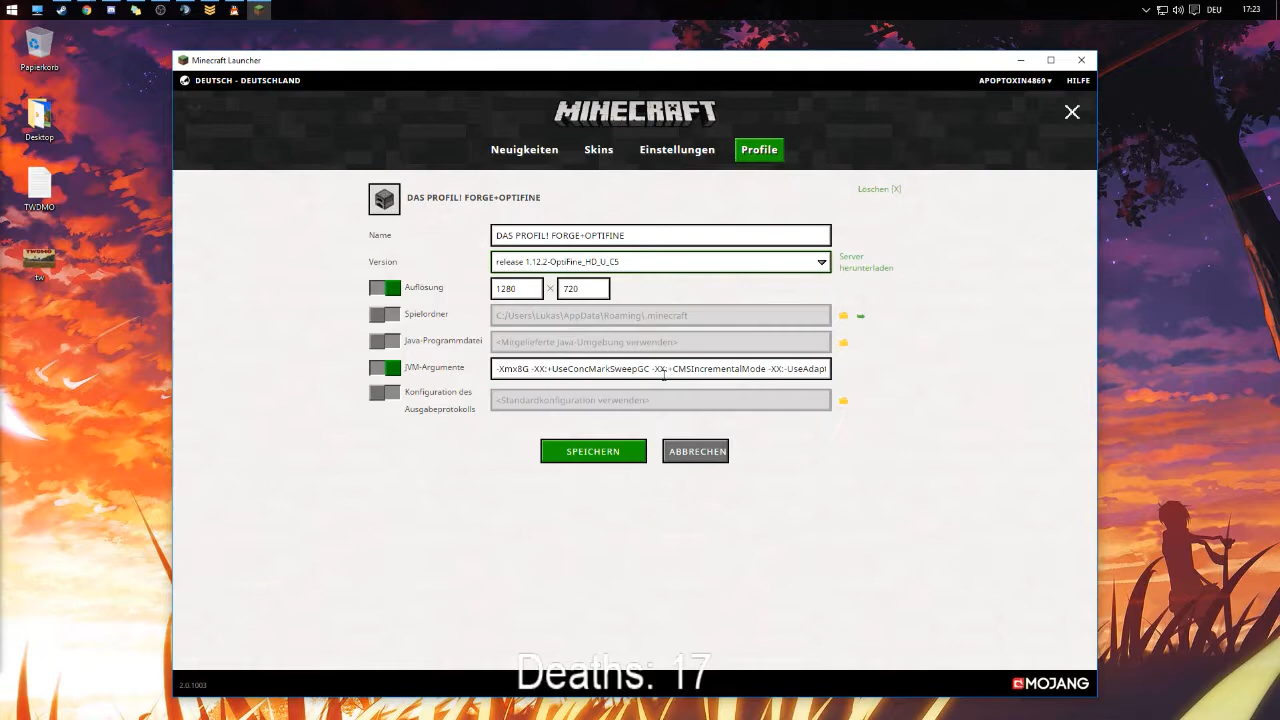 DEU
17:23
Papierkorb
Desktop
TWDMO
TWDMO
tw
Minecraft Launcher
DEUTSCH - DEUTSCHLAND
APOPTOXIN4869
HILFE
MINECRAFT
Neuigkeiten
Skins
Einstellungen
Profile
DAS PROFIL! FORGE+OPTIFINE
Löschen [X]
Name
DAS PROFIL! FORGE+OPTIFINE
Version
release 1.12.2-OptiFine_HD_U_C5
Server
herunterladen
Auflösung
1280 × 720
Spielordner
C:/Users\Lukas\AppData\Roaming\.minecraft
Java-Programmdatei
<Mitgelieferte Java-Umgebung verwenden>
JVM-Argumente
-Xmx8G -XX:+UseConcMarkSweepGC -XX:+CMSIncrementalMode -XX:-UseAdapt
Konfiguration des
Ausgabeprotokolls
<Standardkonfiguration verwenden>
SPEICHERN
ABBRECHEN
Deaths: 17
2.0.1003
MOJANG